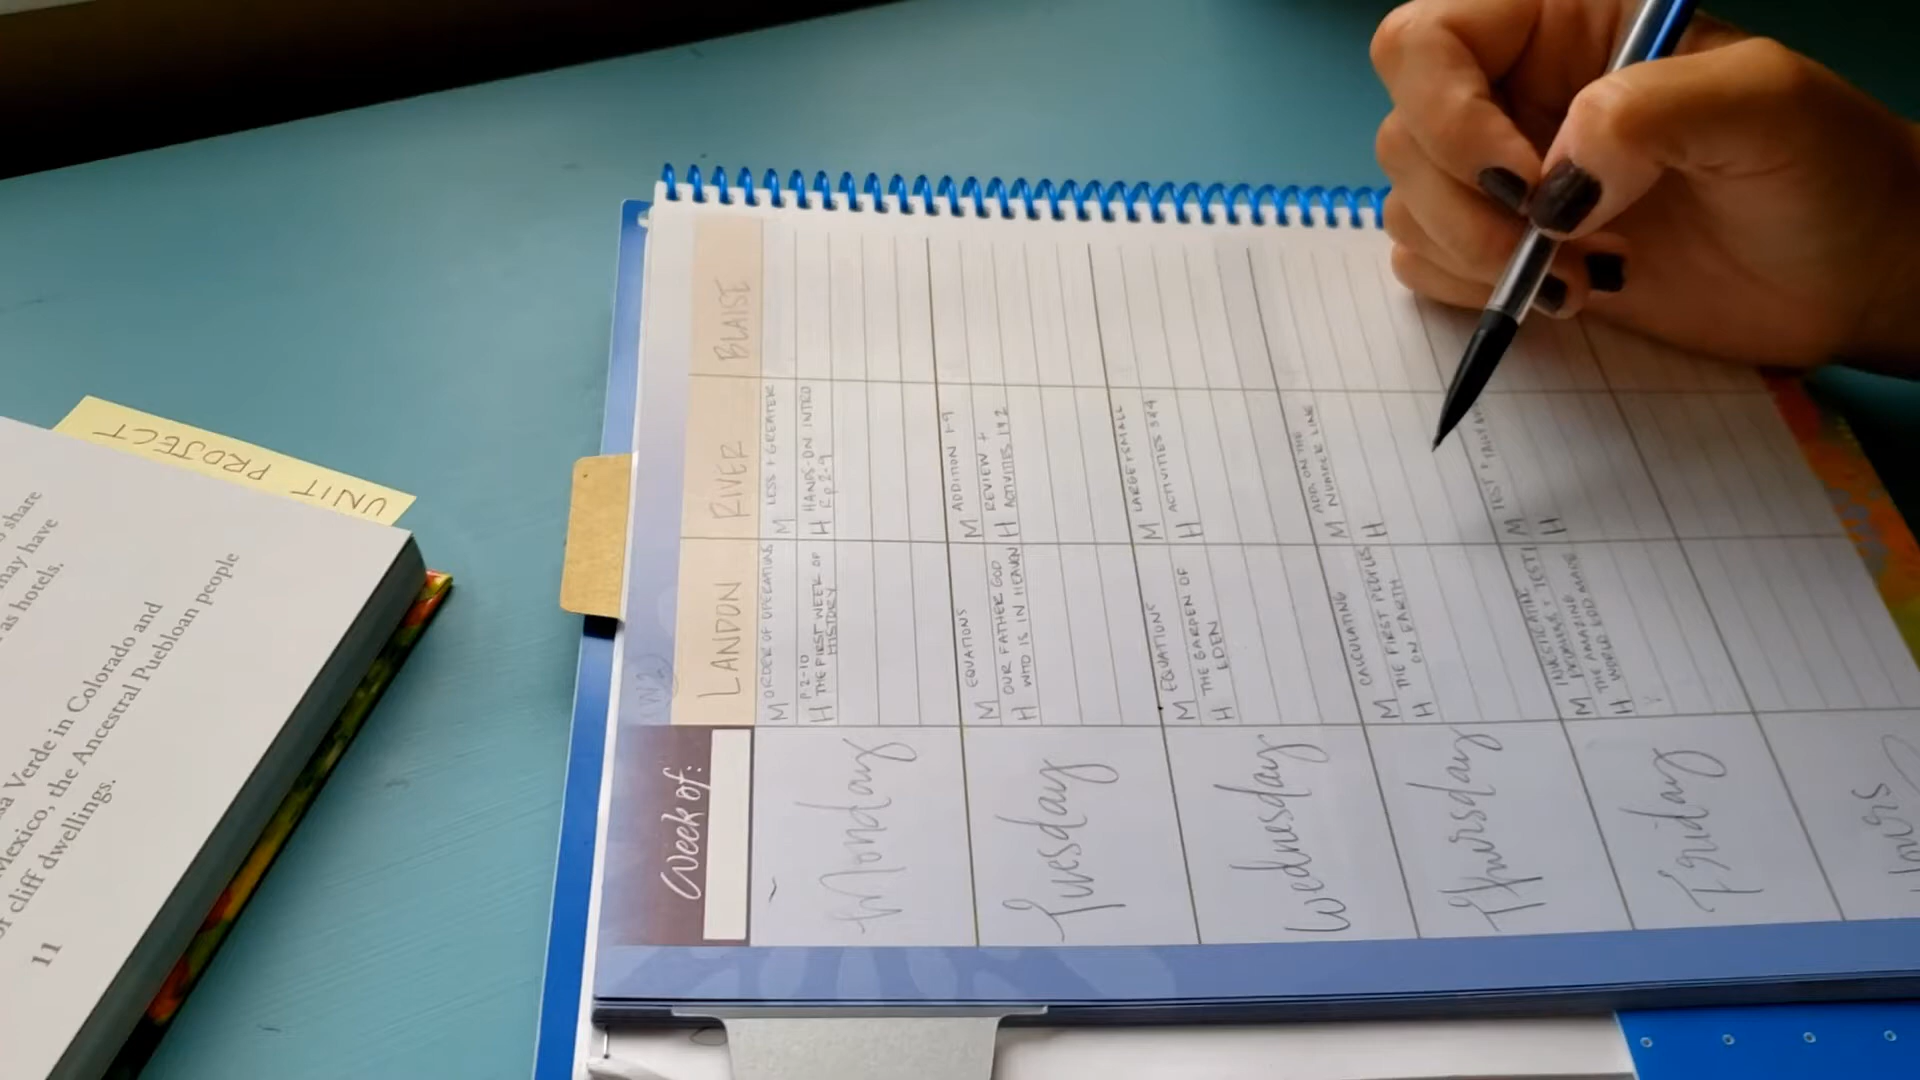 share
may have
as hotels.
Verde in Colorado and
Mexico, the Ancestral Puebloan people
cliff dwellings.
11
UNIT PROJECT
Week of:
LANDON
RIVER
BLAISE
Monday
M ORDER OF OPERATIONS
P 2-10
H THE FIRST WEEK OF
HISTORY
M LESS + GREATER
H HANDS-ON INTRO
Rp 2-9
Tuesday
EQUATIONS
M
OUR FATHER GOD
H WHO IS IN HEAVEN
ADDITION 1-9
M
REVIEW +
H ACTIVITIES 1 & 2
Wednesday
EQUATIONS
M
THE GARDEN OF
H EDEN
LARGE + SMALL
M
H ACTIVITIES 3 & 4
Thursday
CALCULATING
M
THE FIRST PEOPLES
H ON EARTH
ADD. ON THE
M NUMBER LINE
H
Friday
TEST
M
THE AMAZING
H WORLD GOD MADE
M TEST
H
Hours